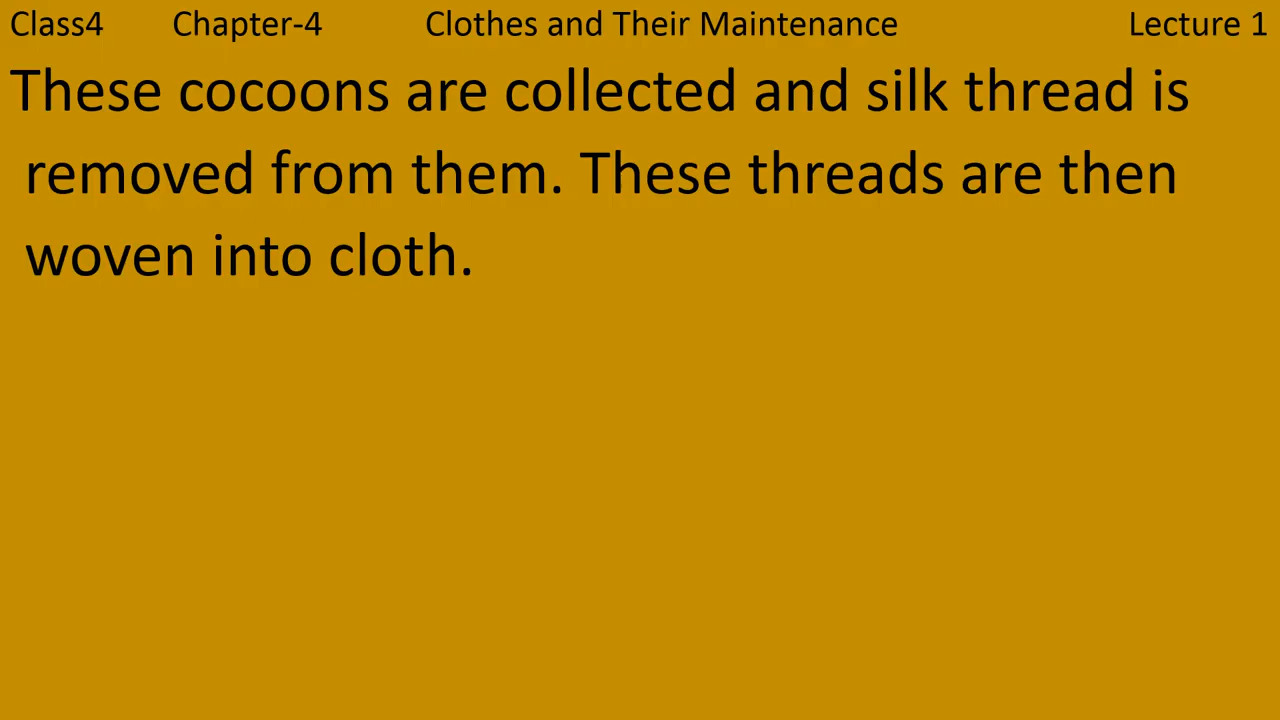 Class4 Chapter-4 Clothes and Their Maintenance Lecture 1
These cocoons are collected and silk thread is
removed from them. These threads are then
woven into cloth.